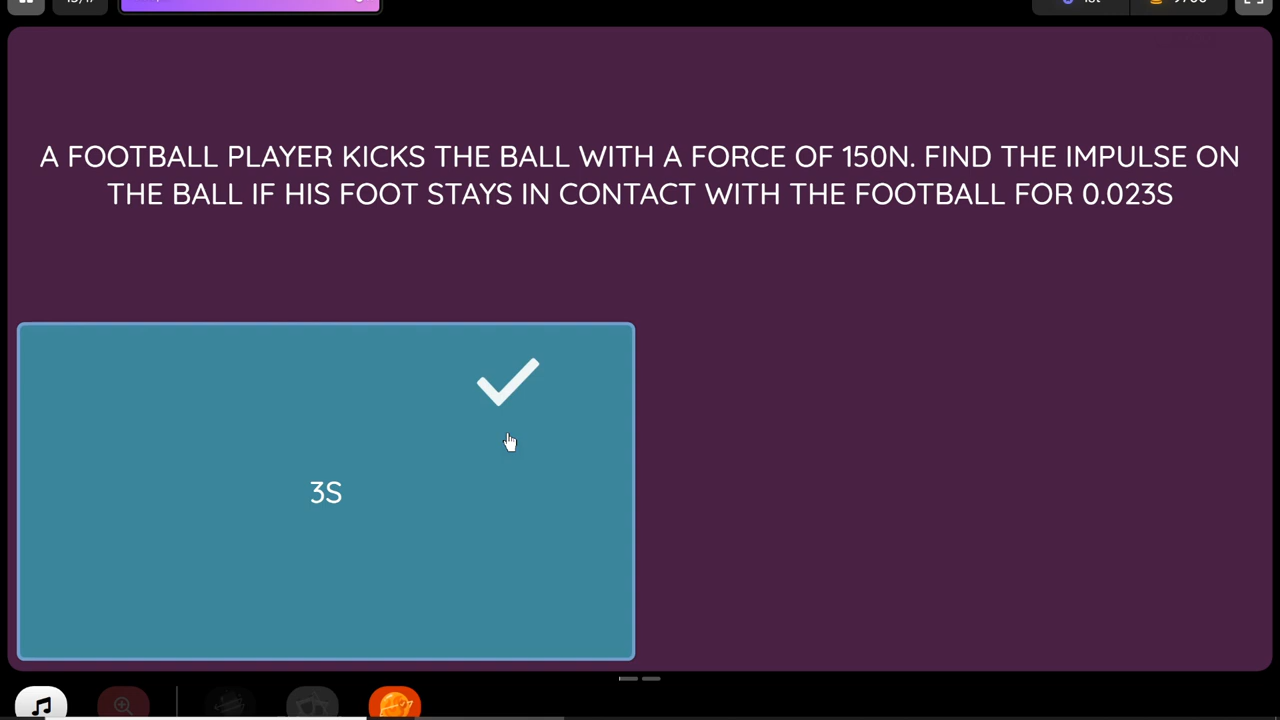 A FOOTBALL PLAYER KICKS THE BALL WITH A FORCE OF 150N. FIND THE IMPULSE ON
THE BALL IF HIS FOOT STAYS IN CONTACT WITH THE FOOTBALL FOR 0.023S
3S